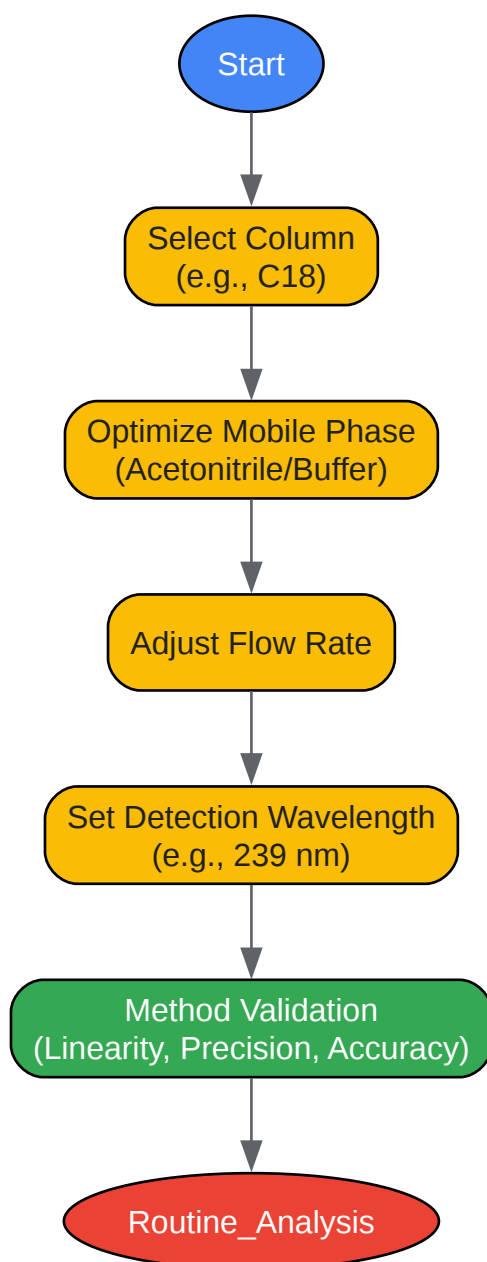 Start
Select Column
(e.g., C18)
Optimize Mobile Phase
(Acetonitrile/Buffer)
Adjust Flow Rate
Set Detection Wavelength
(e.g., 239 nm)
Method Validation
(Linearity, Precision, Accuracy)
Routine_Analysis